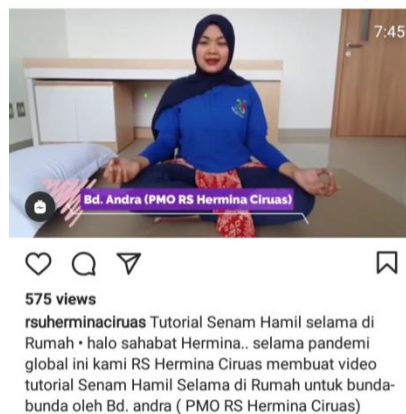 7:45
Bd. Andra (PMO RS Hermina Ciruas)
575 views
rsuherminaciruas Tutorial Senam Hamil selama di
Rumah • halo sahabat Hermina.. selama pandemi
global ini kami RS Hermina Ciruas membuat video
tutorial Senam Hamil Selama di Rumah untuk bunda-
bunda oleh Bd. andra ( PMO RS Hermina Ciruas)